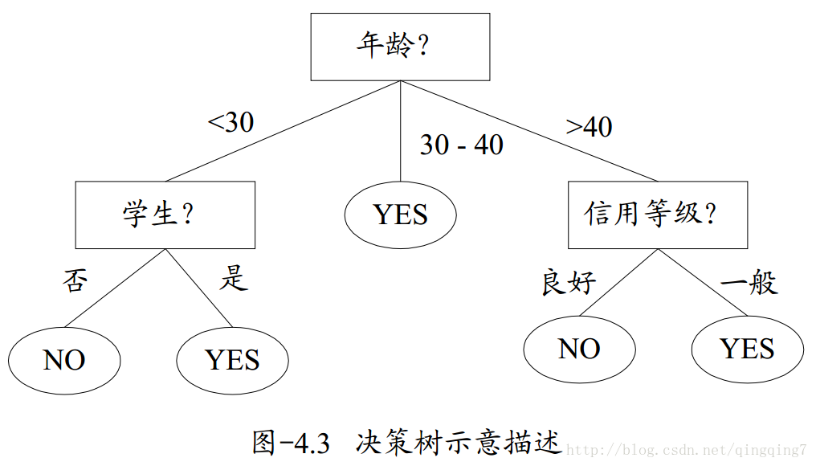 年龄？
<30
30 - 40
>40
学生？
YES
信用等级？
否
是
良好
一般
NO
YES
NO
YES
图-4.3 决策树示意描述
http://blog.csdn.net/qingqing7